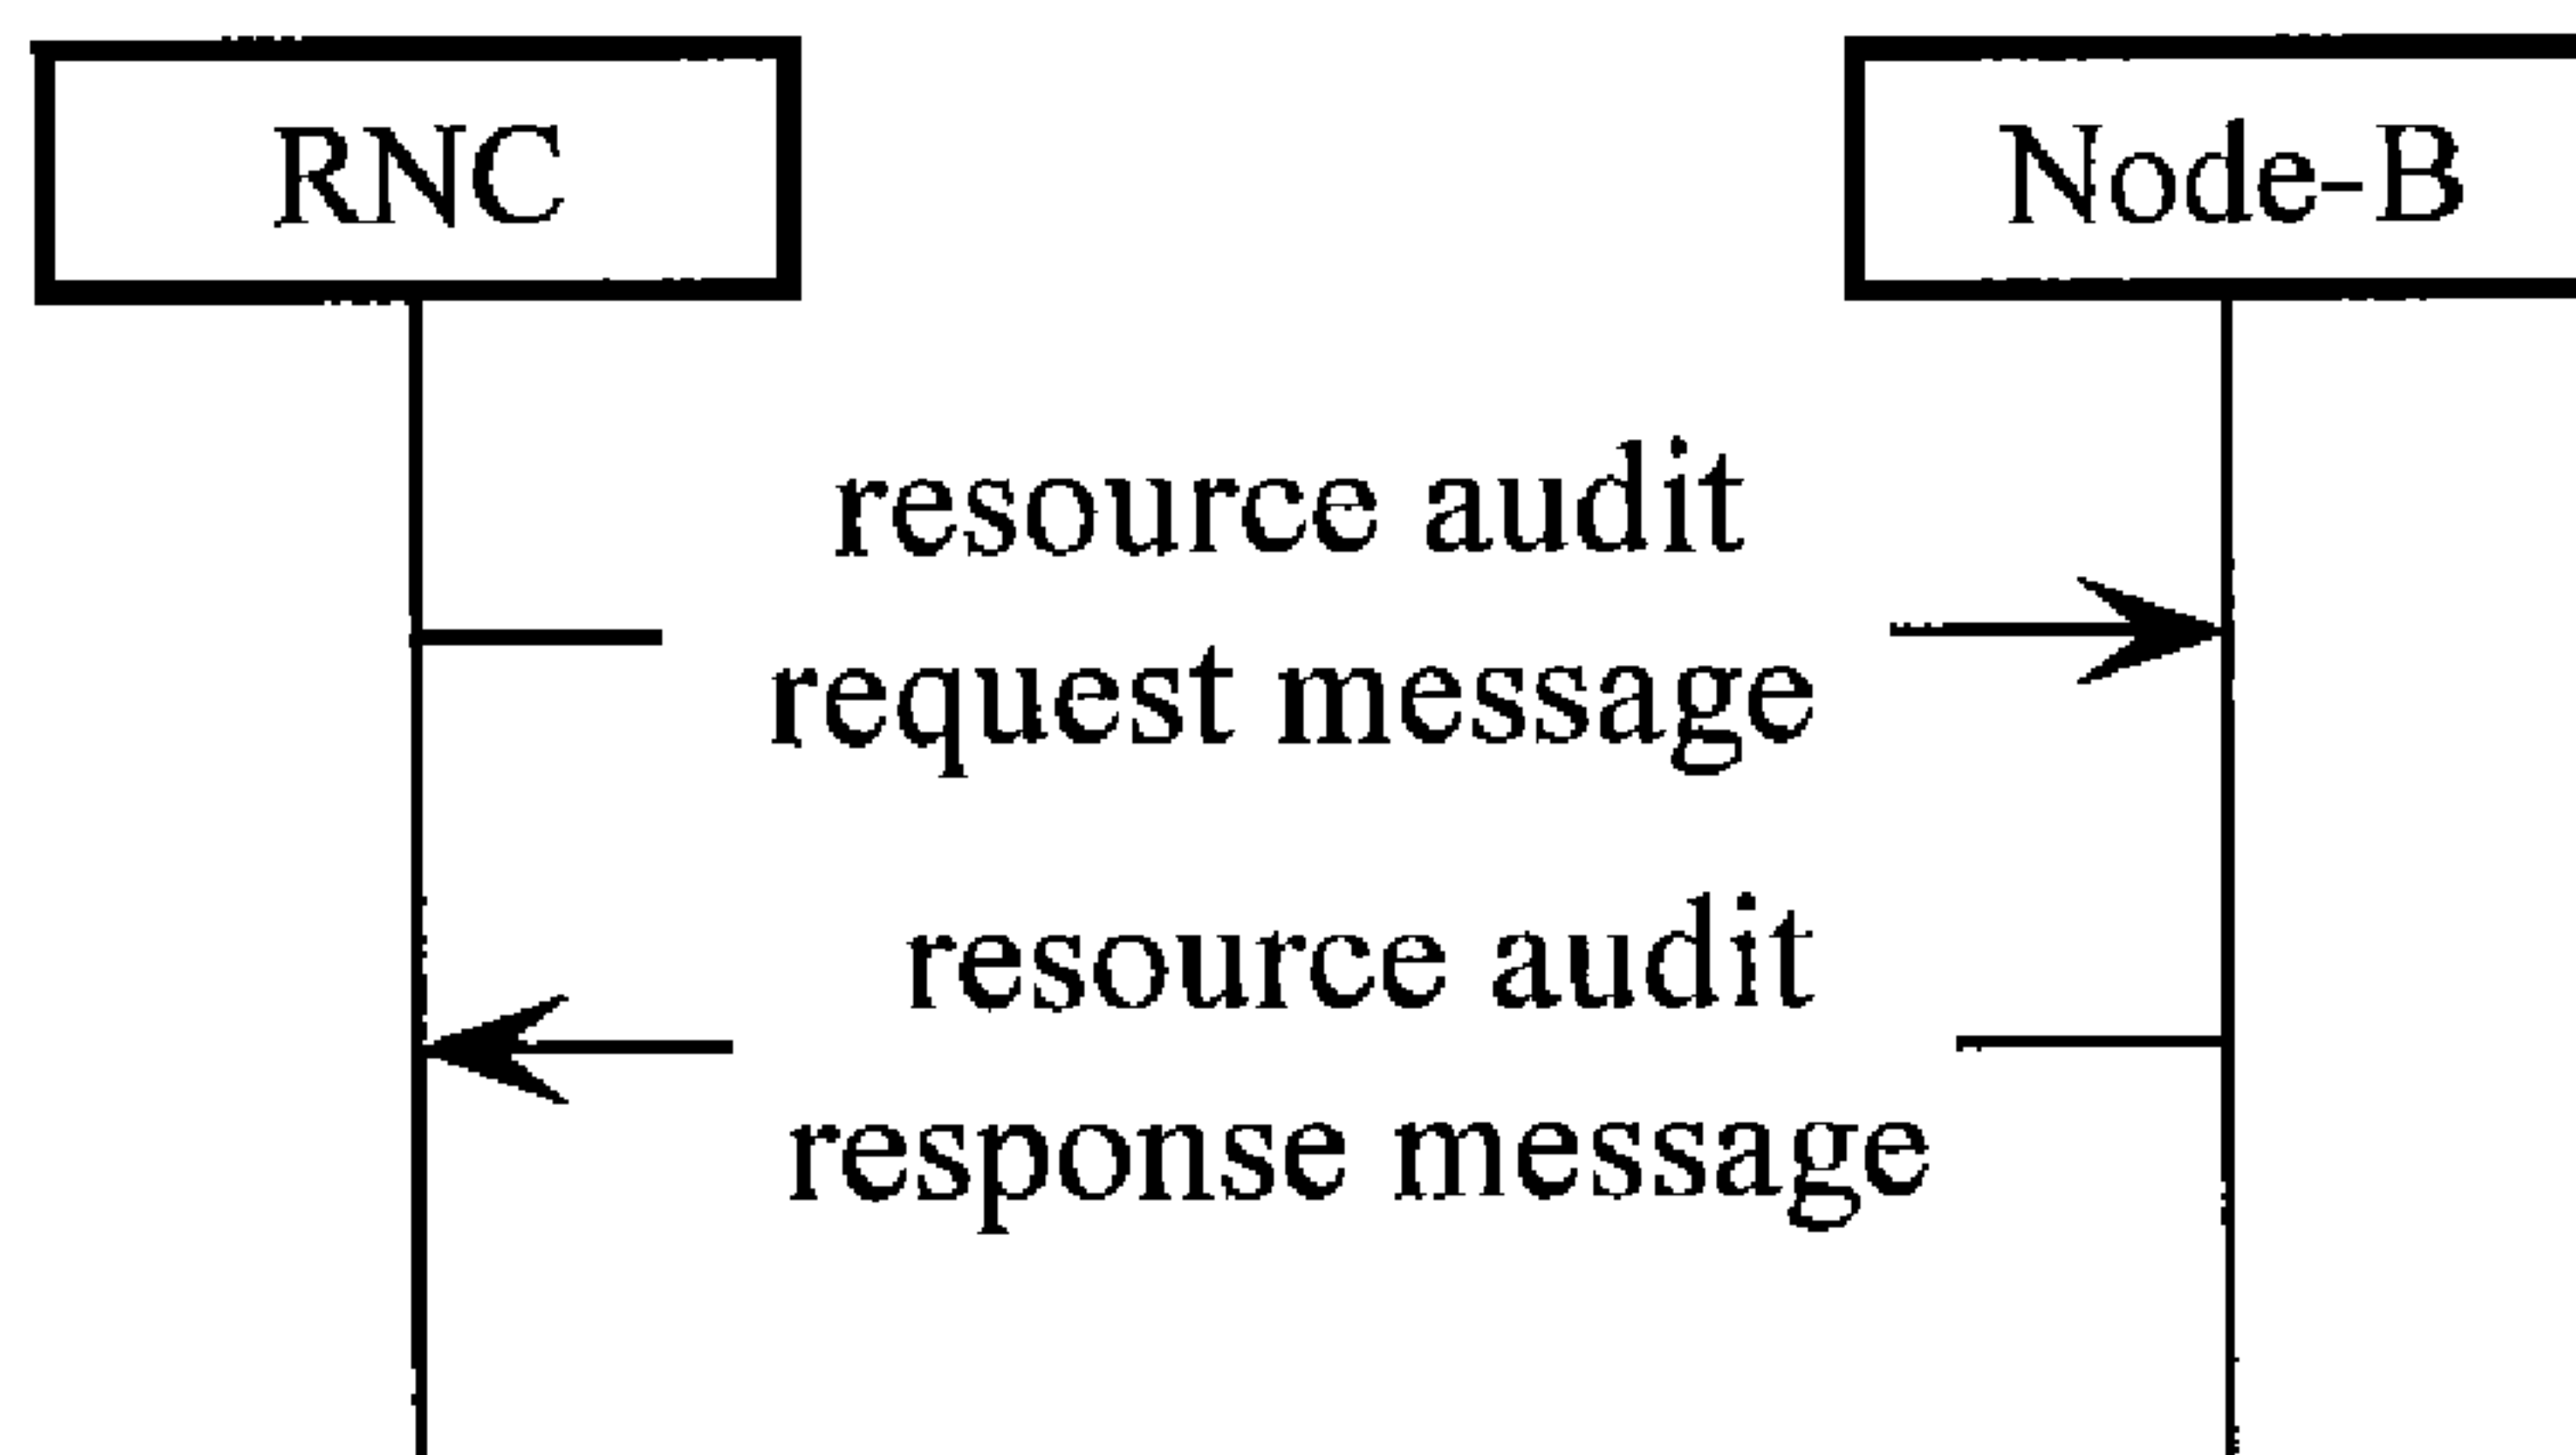 RNC
Node-B
resource audit
request message
resource audit
response message